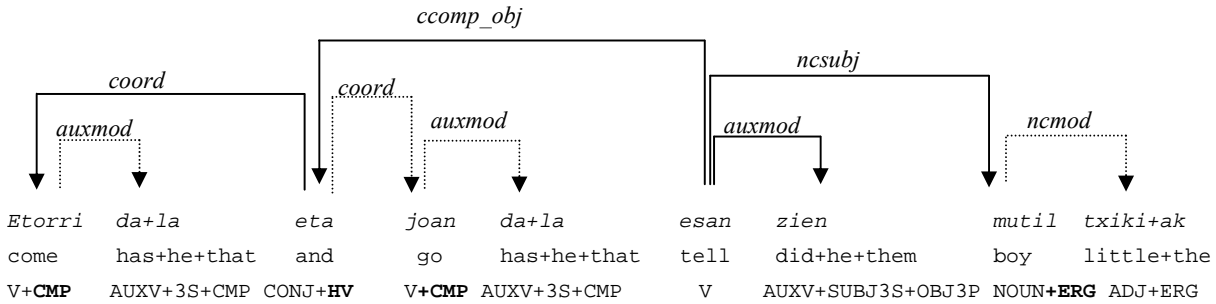 ccomp_obj
coord coord ncsubj
auxmod auxmod auxmod ncmod
Etorri da+la eta joan da+la esan zien mutil txiki+ak
come has+he+that and go has+he+that tell did+he+them boy little+the
V+CMP AUXV+3S+CMP CONJ+HV V+CMP AUXV+3S+CMP V AUXV+SUBJ3S+OBJ3P NOUN+ERG ADJ+ERG